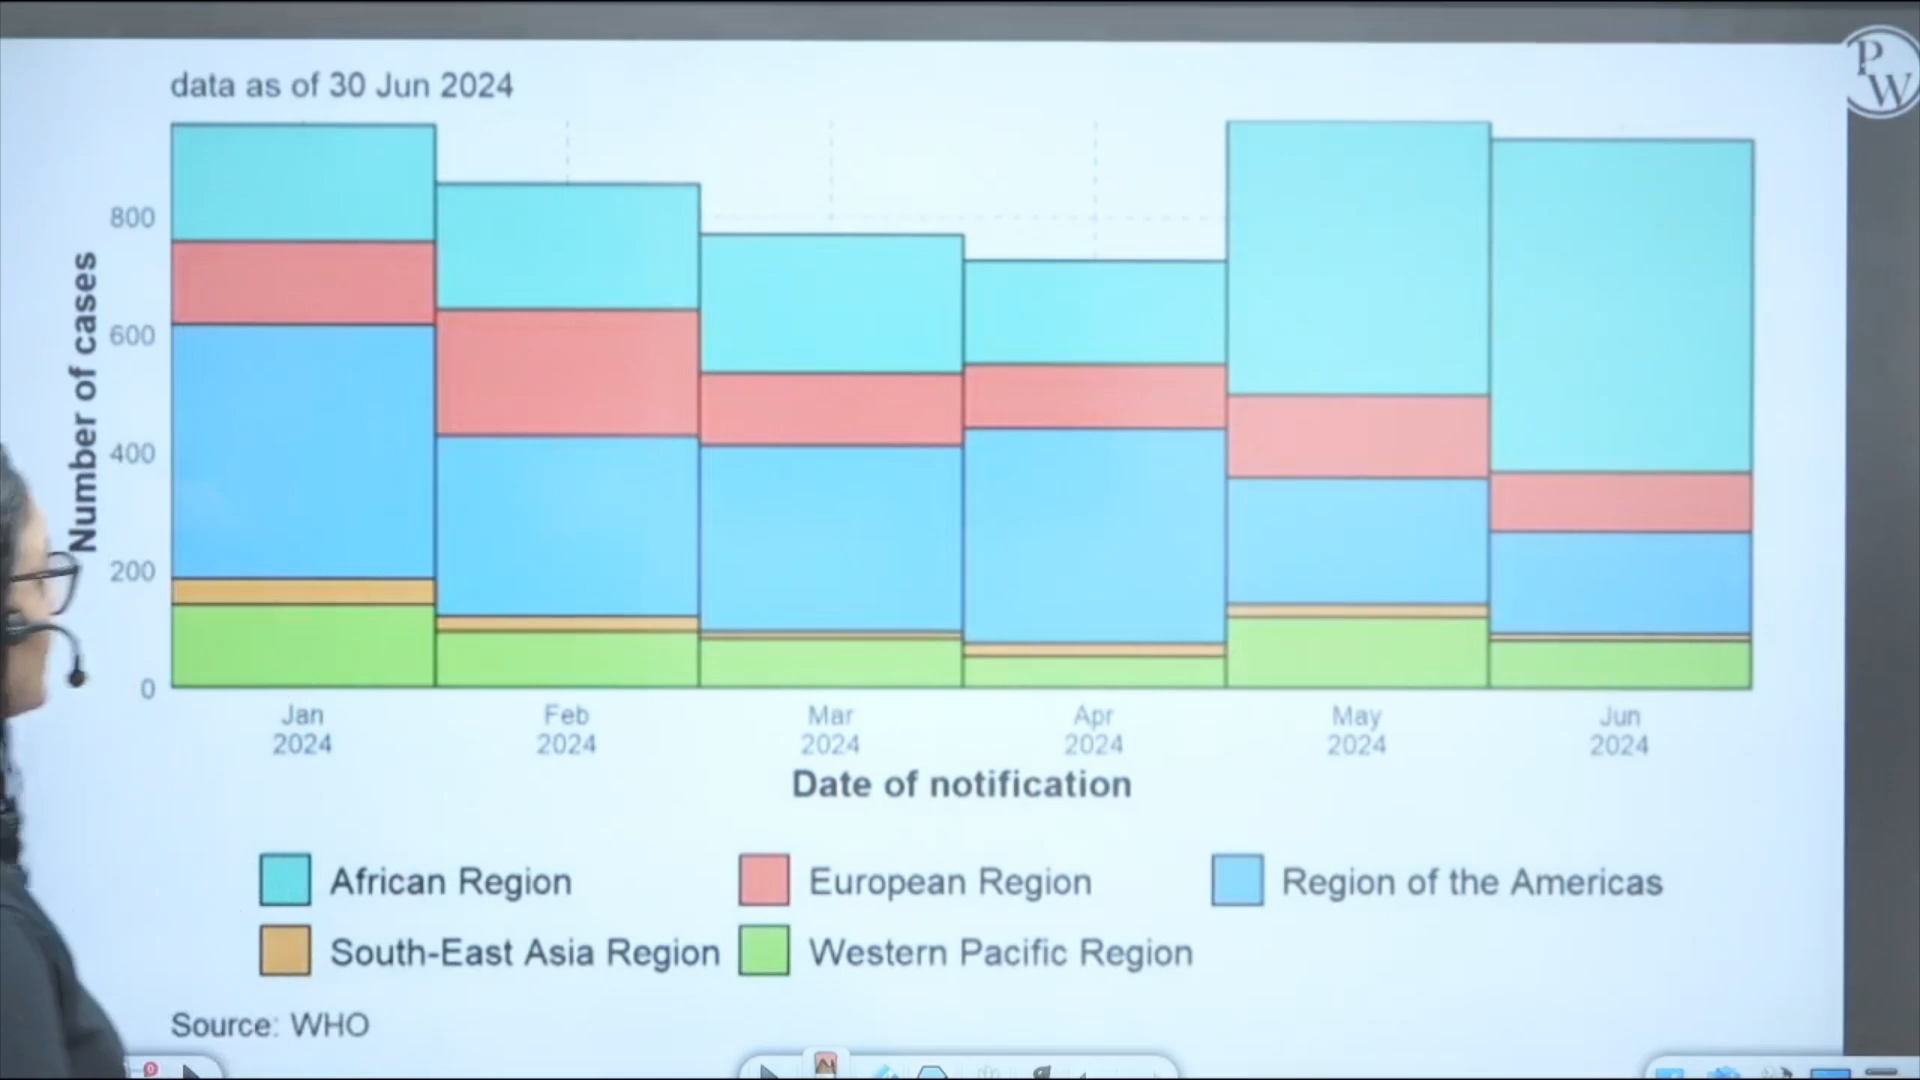 P
W
data as of 30 Jun 2024
Number of cases
800
600
400
200
0
Jan
2024
Feb
2024
Mar
2024
Apr
2024
May
2024
Jun
2024
Date of notification
African Region
European Region
Region of the Americas
South-East Asia Region
Western Pacific Region
Source: WHO
0